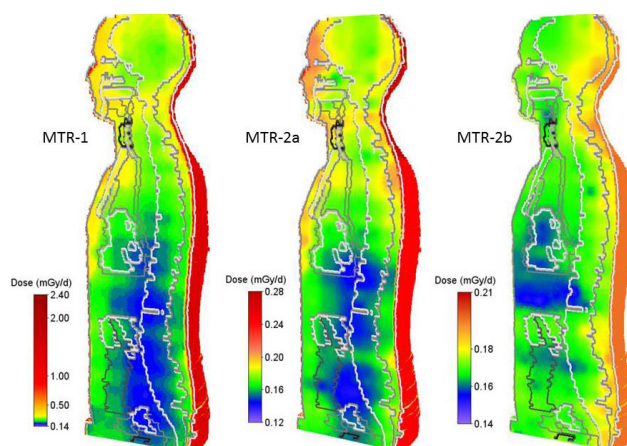 MTR-1
MTR-2a
MTR-2b
Dose (mGy/d)
2.40
2.00
1.00
0.50
0.14
Dose (mGy/d)
0.28
0.24
0.20
0.16
0.12
Dose (mGy/d)
0.21
0.18
0.16
0.14